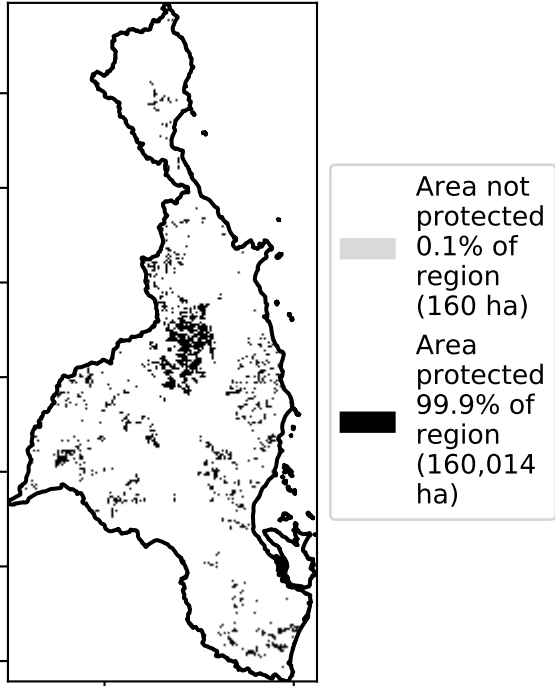 Area not
protected
0.1% of
region
(160 ha)
Area
protected
99.9% of
region
(160,014
ha)